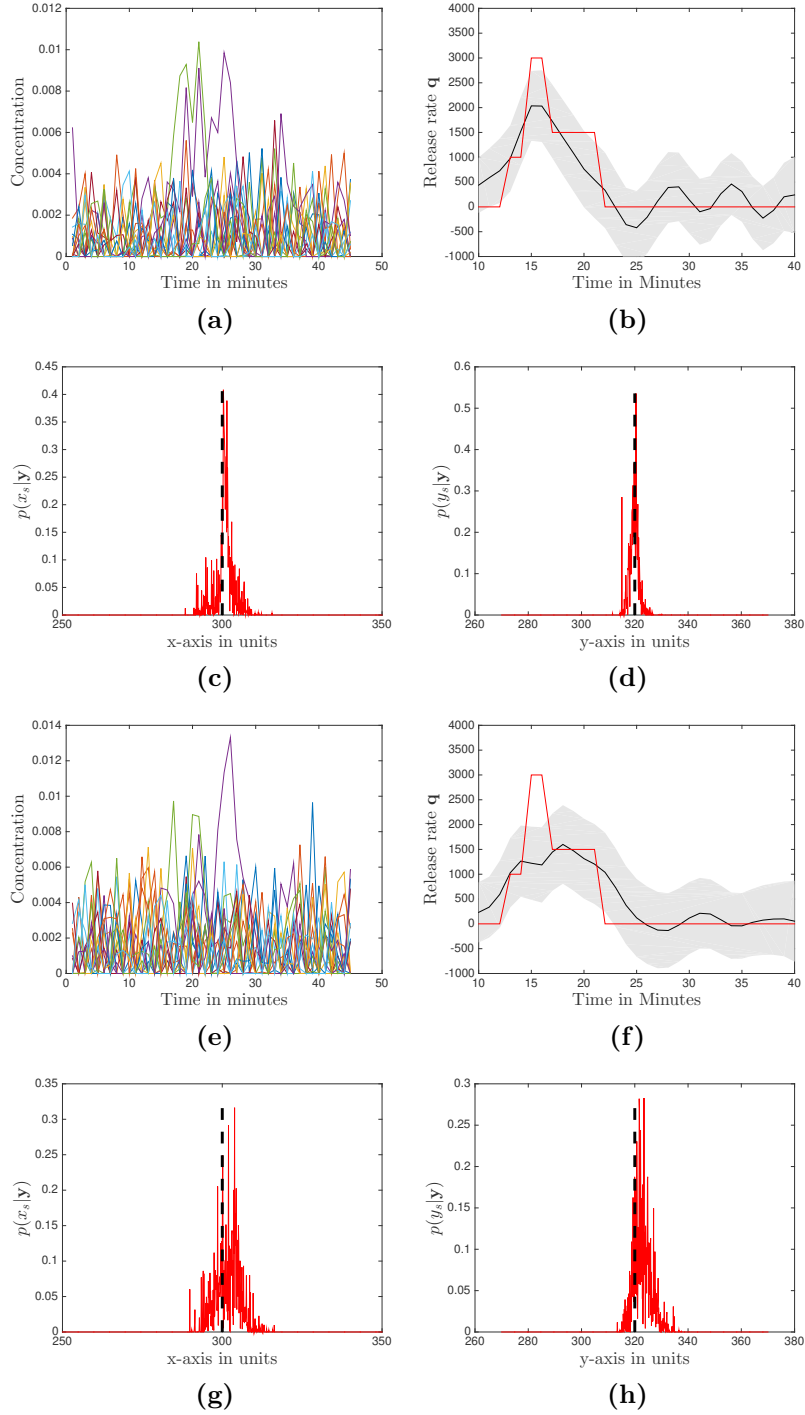 0.012
0.01
0.008
0.006
0.004
0.002
0
Concentration
0 10 20 30 40 50
Time in minutes
(a)
4000
3500
3000
2500
2000
1500
1000
500
0
-500
-1000
Release rate q
10 15 20 25 30 35 40
Time in Minutes
(b)
0.45
0.4
0.35
0.3
0.25
0.2
0.15
0.1
0.05
0
p(x_s|y)
250 300 350
x-axis in units
(c)
0.6
0.5
0.4
0.3
0.2
0.1
0
p(y_s|y)
260 280 300 320 340 360 380
y-axis in units
(d)
0.014
0.012
0.01
0.008
0.006
0.004
0.002
0
Concentration
0 10 20 30 40 50
Time in minutes
(e)
4000
3500
3000
2500
2000
1500
1000
500
0
-500
-1000
Release rate q
10 15 20 25 30 35 40
Time in Minutes
(f)
0.35
0.3
0.25
0.2
0.15
0.1
0.05
0
p(x_s|y)
250 300 350
x-axis in units
(g)
0.3
0.25
0.2
0.15
0.1
0.05
0
p(y_s|y)
260 280 300 320 340 360 380
y-axis in units
(h)